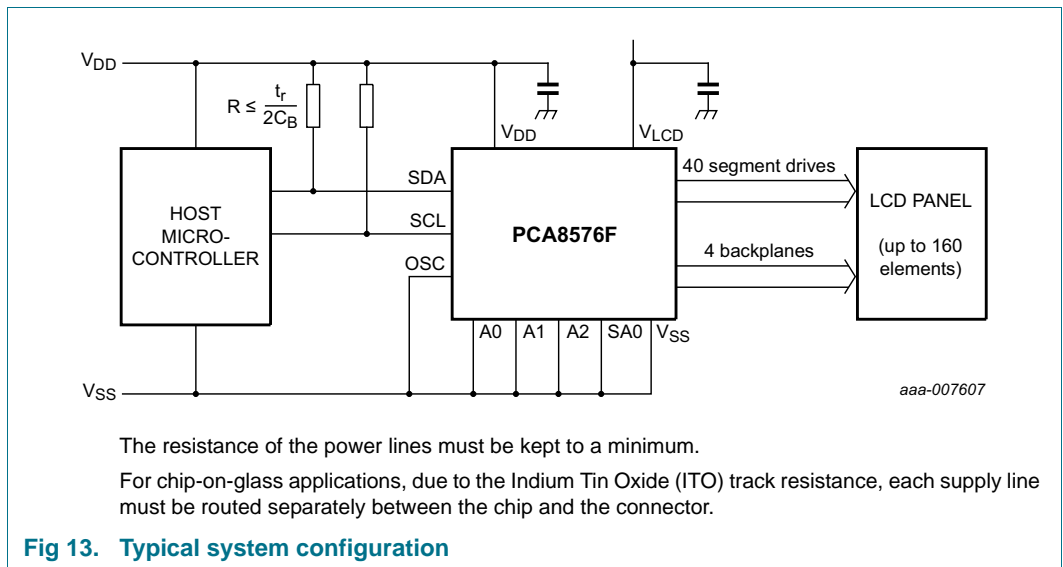 VDD
R ≤ tr
2CB
VDD
VLCD
HOST
MICRO-
CONTROLLER
SDA
SCL
OSC
PCA8576F
40 segment drives
4 backplanes
LCD PANEL
(up to 160
elements)
A0 A1 A2 SA0 VSS
VSS
aaa-007607
The resistance of the power lines must be kept to a minimum.
For chip-on-glass applications, due to the Indium Tin Oxide (ITO) track resistance, each supply line
must be routed separately between the chip and the connector.
Fig 13. Typical system configuration